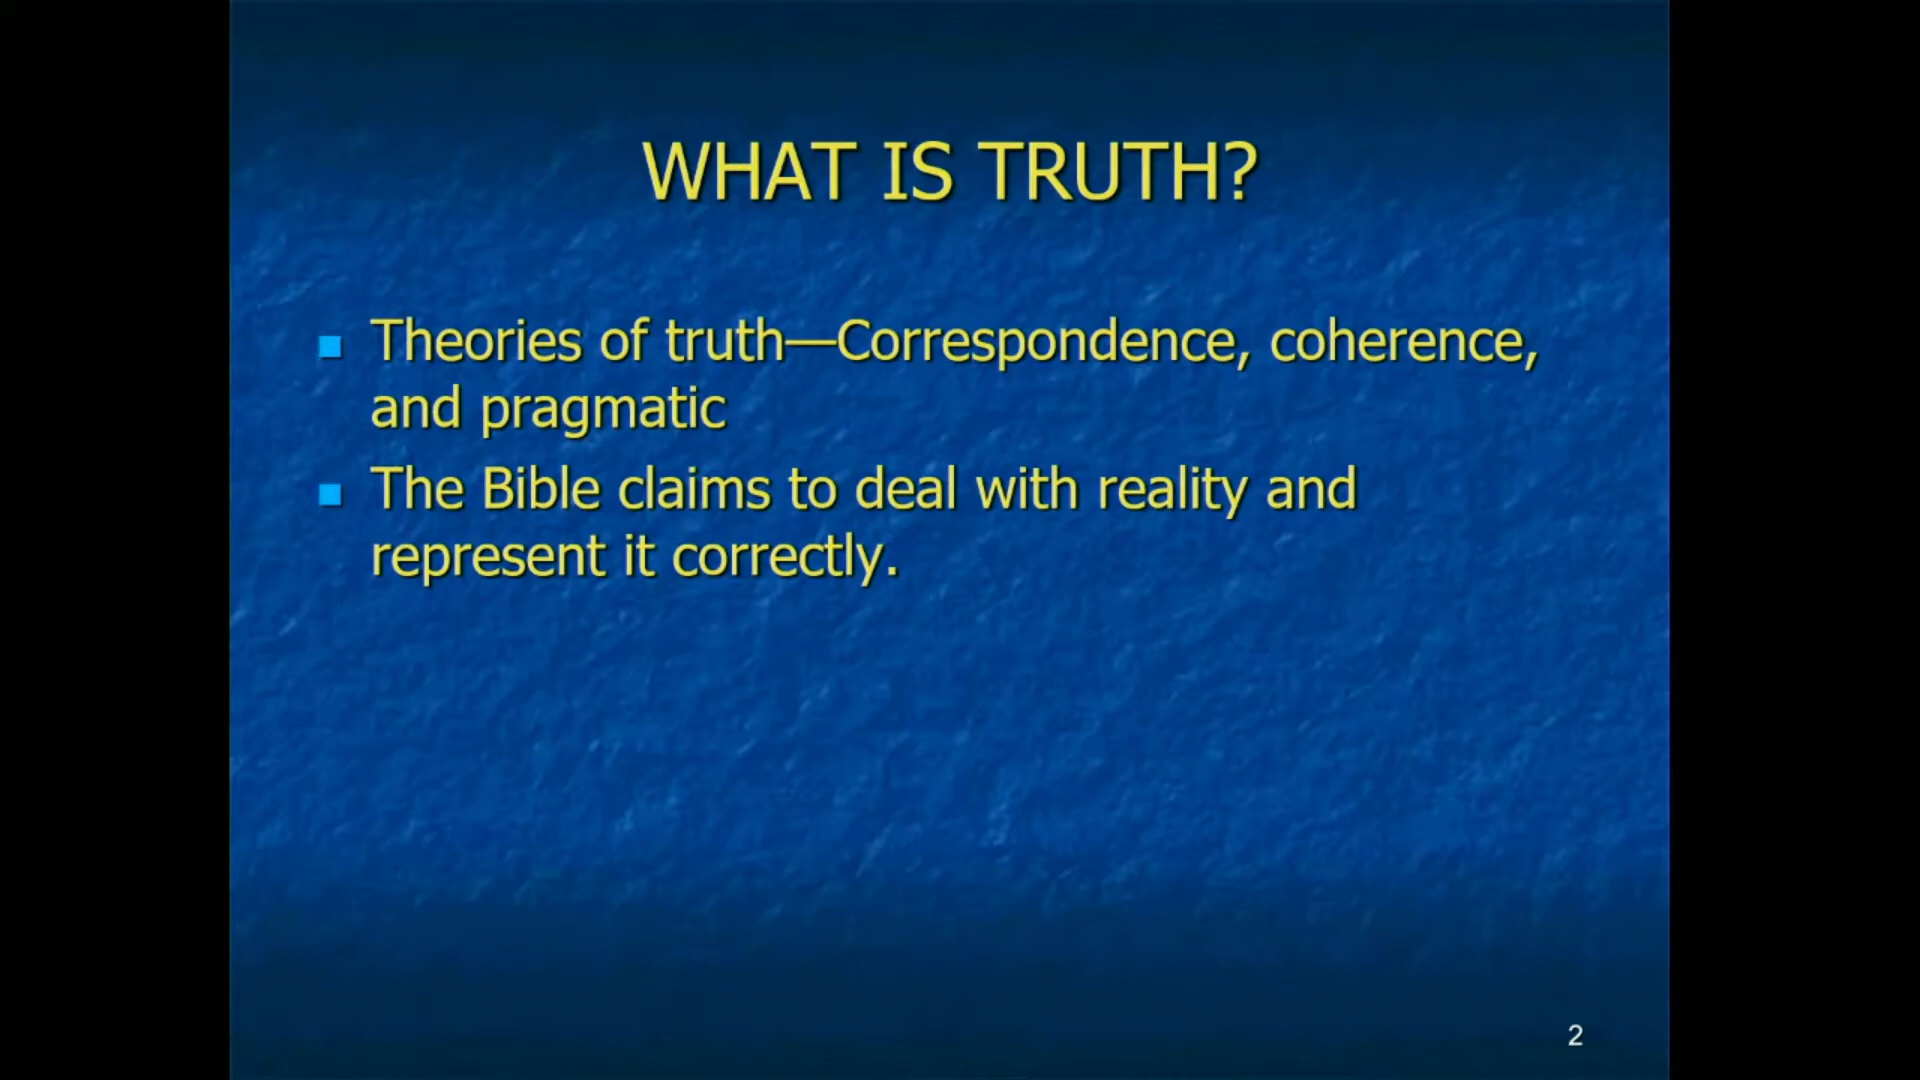 WHAT IS TRUTH?
Theories of truth—Correspondence, coherence,
and pragmatic
The Bible claims to deal with reality and
represent it correctly.
2